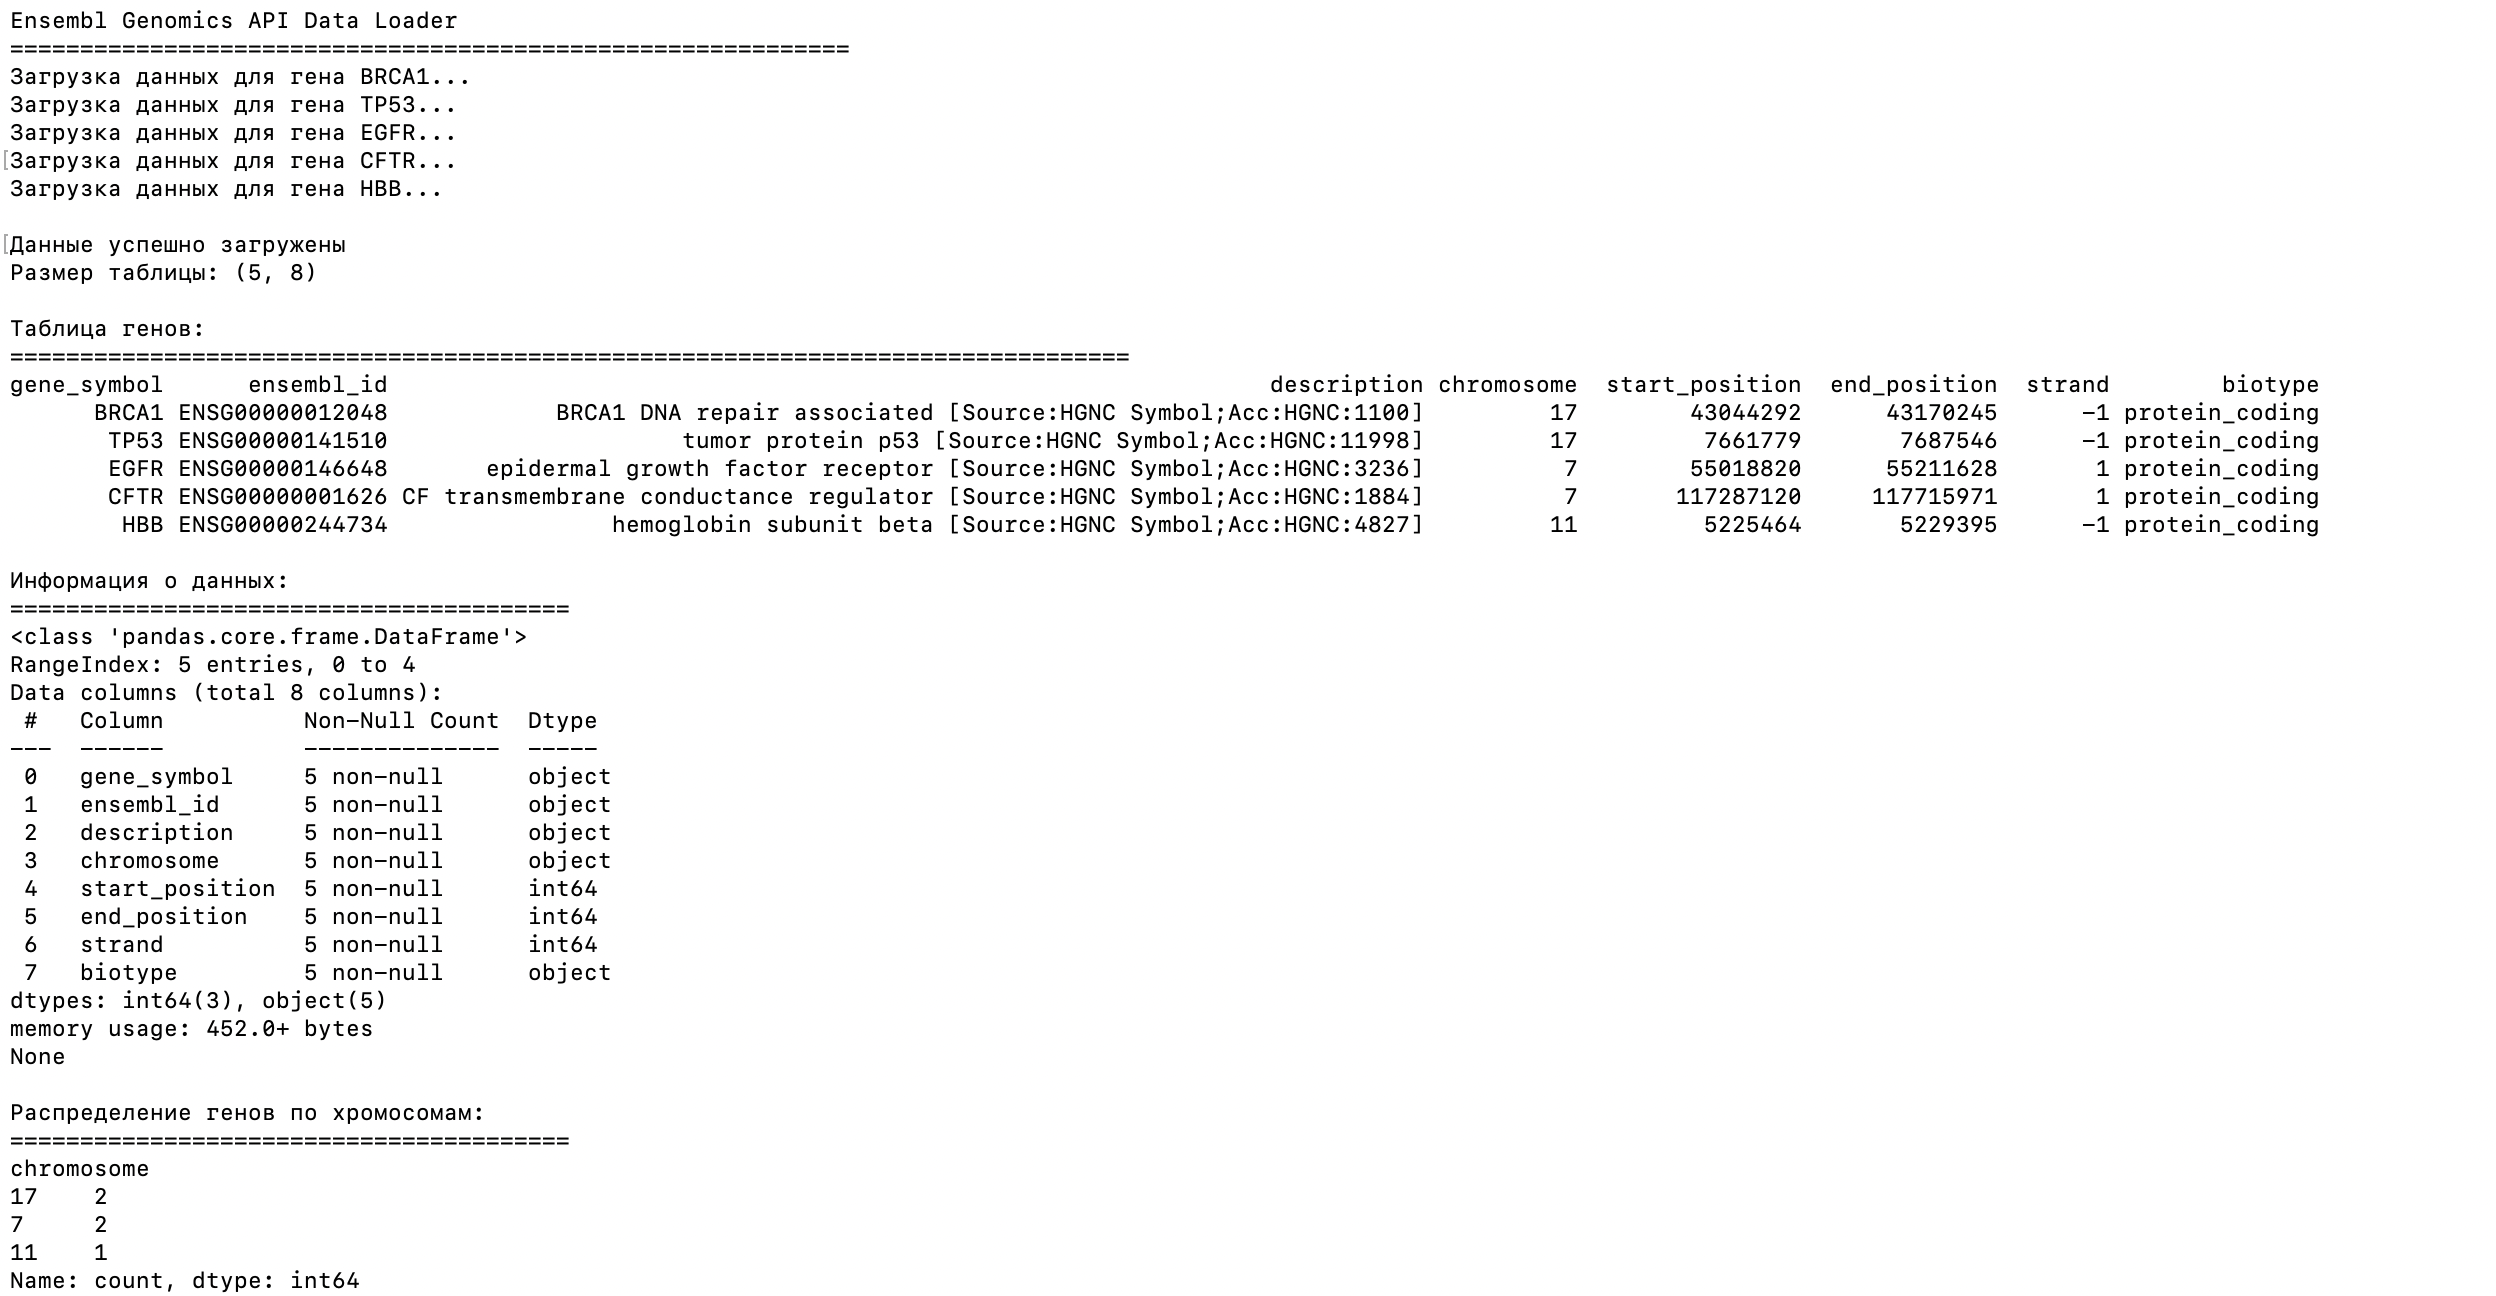 Ensembl Genomics API Data Loader
============================================================
Загрузка данных для гена BRCA1...
Загрузка данных для гена TP53...
Загрузка данных для гена EGFR...
[Загрузка данных для гена CFTR...
Загрузка данных для гена HBB...
[Данные успешно загружены
Размер таблицы: (5, 8)
Таблица генов:
================================================================================
gene_symbol      ensembl_id                                                               description chromosome  start_position  end_position  strand        biotype
      BRCA1 ENSG00000012048            BRCA1 DNA repair associated [Source:HGNC Symbol;Acc:HGNC:1100]         17        43044292      43170245      -1 protein_coding
       TP53 ENSG00000141510                     tumor protein p53 [Source:HGNC Symbol;Acc:HGNC:11998]         17         7661779       7687546      -1 protein_coding
       EGFR ENSG00000146648       epidermal growth factor receptor [Source:HGNC Symbol;Acc:HGNC:3236]          7        55018820      55211628       1 protein_coding
       CFTR ENSG00000001626 CF transmembrane conductance regulator [Source:HGNC Symbol;Acc:HGNC:1884]          7       117287120     117715971       1 protein_coding
        HBB ENSG00000244734                hemoglobin subunit beta [Source:HGNC Symbol;Acc:HGNC:4827]         11         5225464       5229395      -1 protein_coding
Информация о данных:
========================================
<class 'pandas.core.frame.DataFrame'>
RangeIndex: 5 entries, 0 to 4
Data columns (total 8 columns):
 #   Column          Non-Null Count  Dtype
---  ------          --------------  -----
 0   gene_symbol     5 non-null      object
 1   ensembl_id      5 non-null      object
 2   description     5 non-null      object
 3   chromosome      5 non-null      object
 4   start_position  5 non-null      int64
 5   end_position    5 non-null      int64
 6   strand          5 non-null      int64
 7   biotype         5 non-null      object
dtypes: int64(3), object(5)
memory usage: 452.0+ bytes
None
Распределение генов по хромосомам:
========================================
chromosome
17    2
7     2
11    1
Name: count, dtype: int64